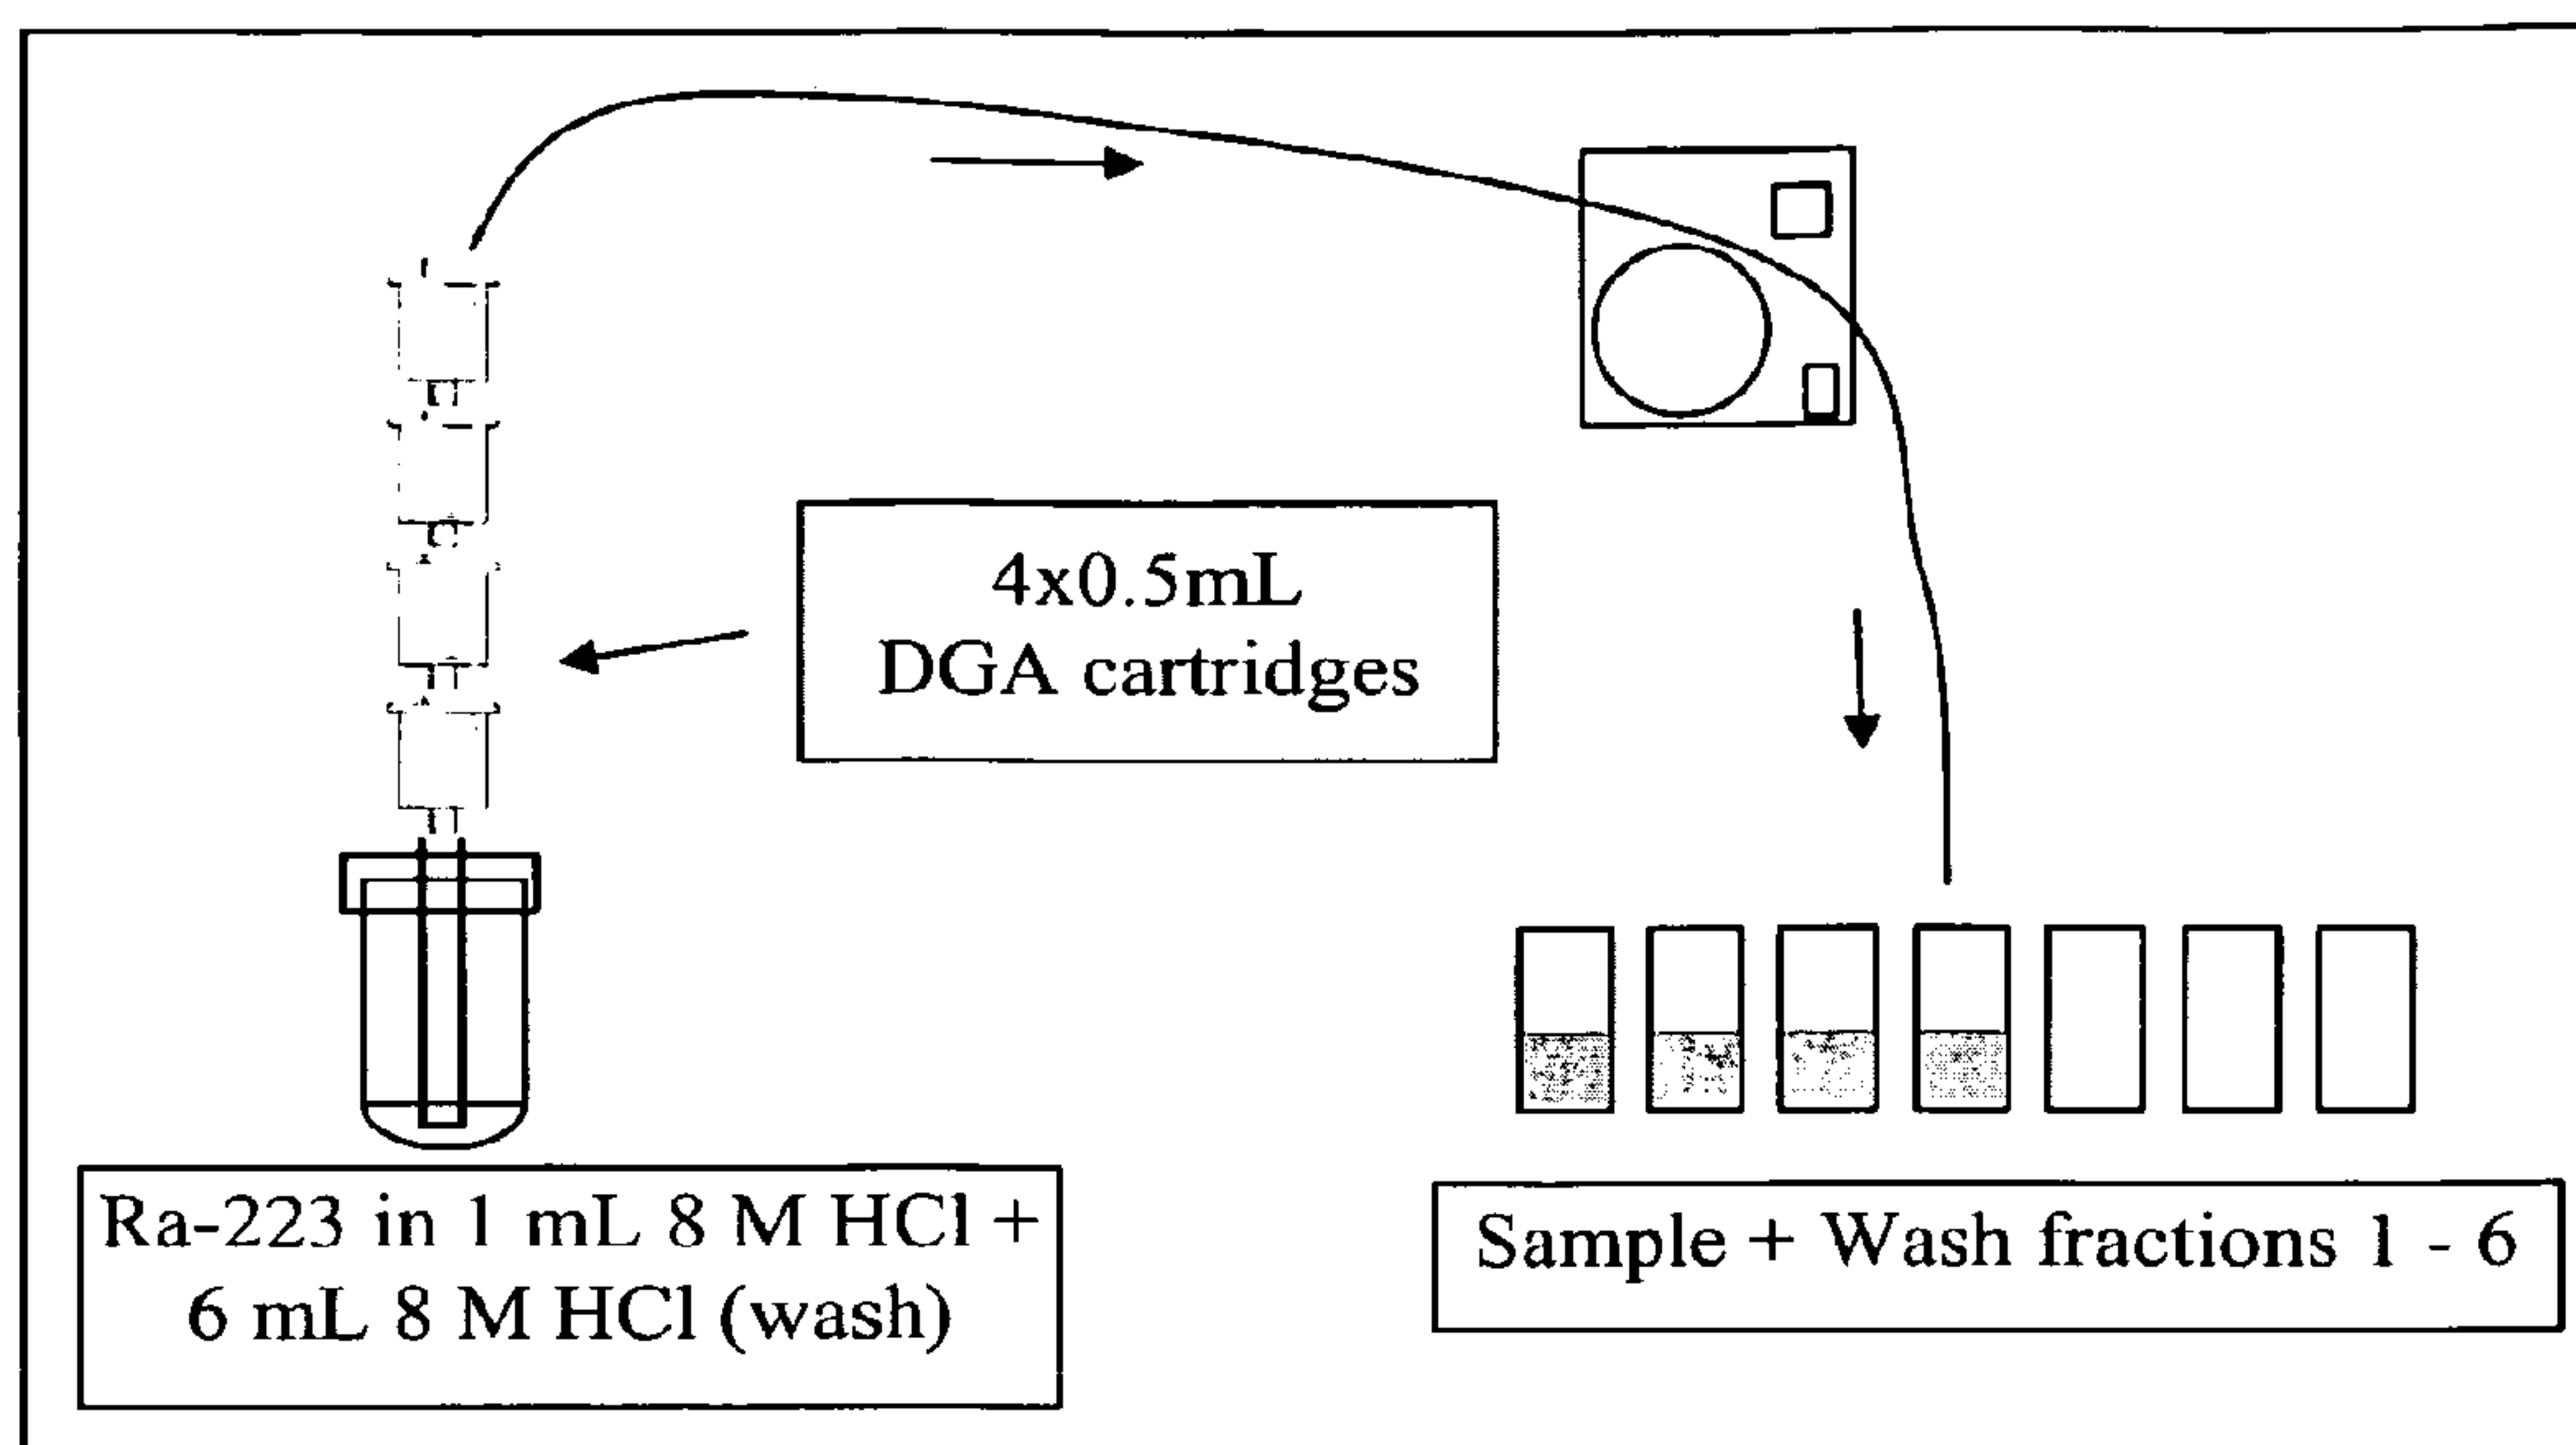 4x0.5mL
DGA cartridges
Ra-223 in 1 mL 8 M HCl +
6 mL 8 M HCl (wash)
Sample + Wash fractions 1 - 6